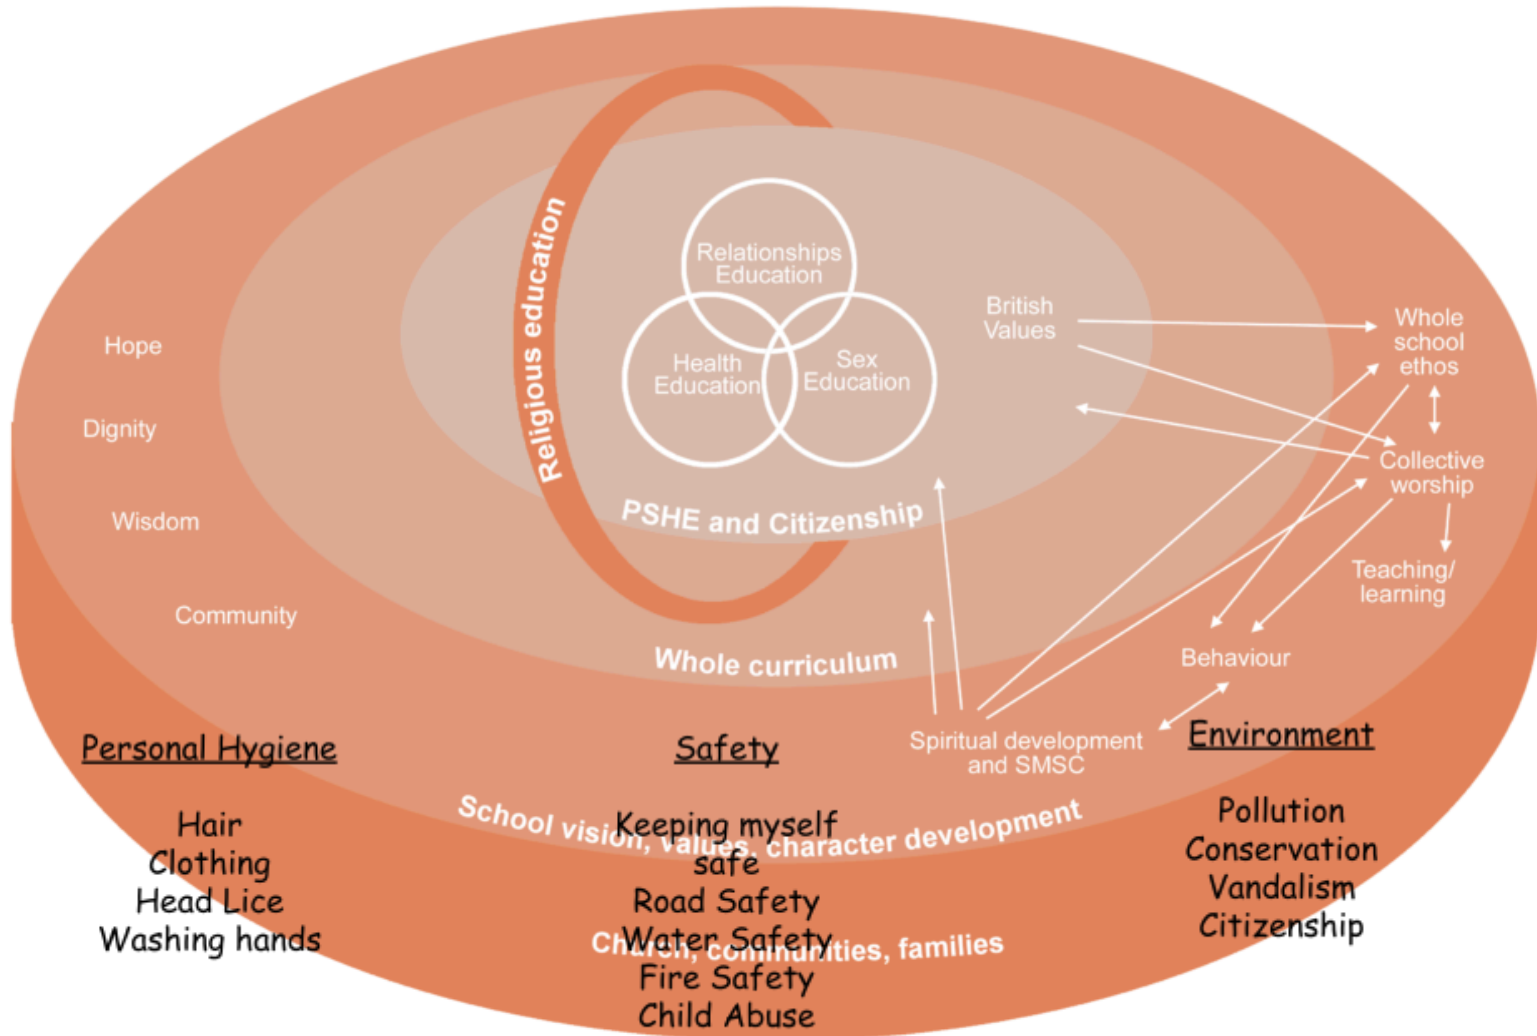 Religious education
Relationships
Education
Health
Education
Sex
Education
British
Values
Whole
school
ethos
Hope
Dignity
Collective
worship
Wisdom
PSHE and Citizenship
Teaching/
learning
Community
Whole curriculum
Behaviour
Spiritual development
and SMSC
School vision, values, character development
Church, communities, families
Personal Hygiene
Hair
Clothing
Head Lice
Washing hands
Safety
Keeping myself
safe
Road Safety
Water Safety
Fire Safety
Child Abuse
Environment
Pollution
Conservation
Vandalism
Citizenship